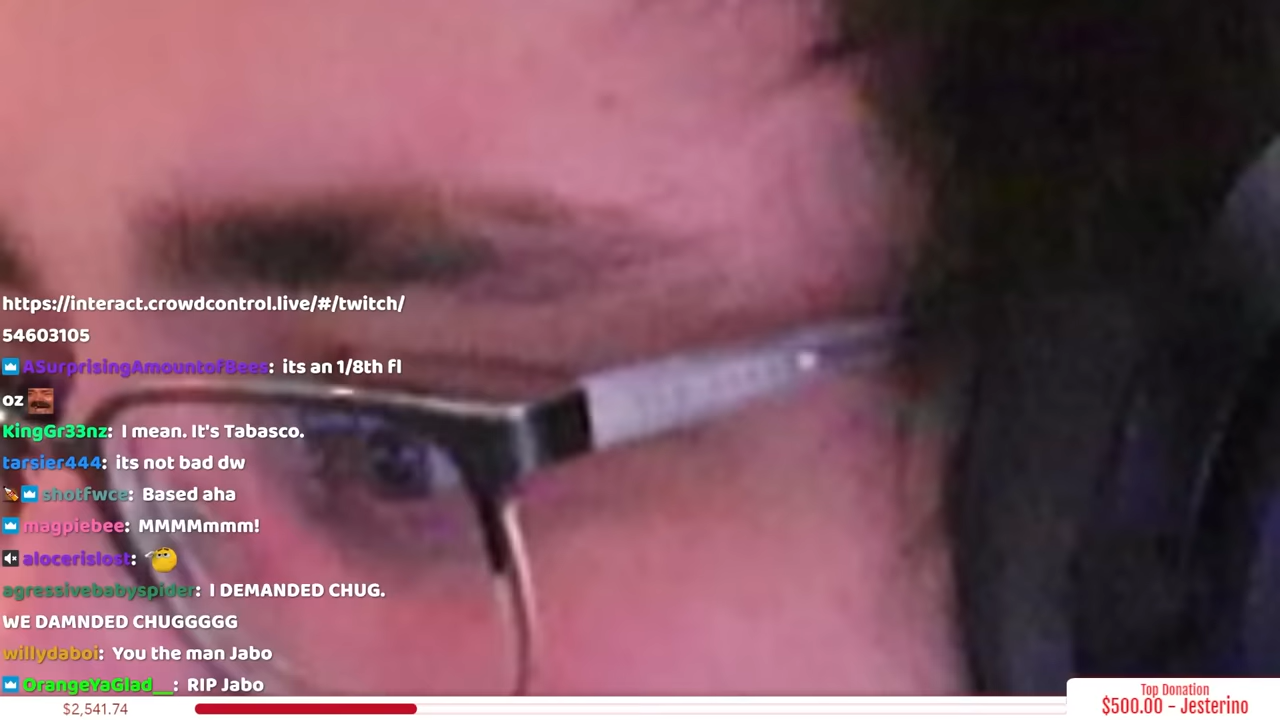 https://interact.crowdcontrol.live/#/twitch/
54603105
ASurprisingAmountofBees: its an 1/8th fl
oz
KingGr33nz: I mean. It's Tabasco.
tarsier444: its not bad dw
shotfwce: Based aha
magpiebee: MMMMmmm!
alocerislost:
agressivebabyspider: I DEMANDED CHUG.
WE DAMNDED CHUGGGGG
willydaboi: You the man Jabo
OrangeYaGlad__: RIP Jabo
$2,541.74
Top Donation
$500.00 - Jesterino